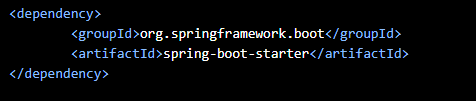 <dependency>
<groupId>org.springframework.boot</groupId>
<artifactId>spring-boot-starter</artifactId>
</dependency>